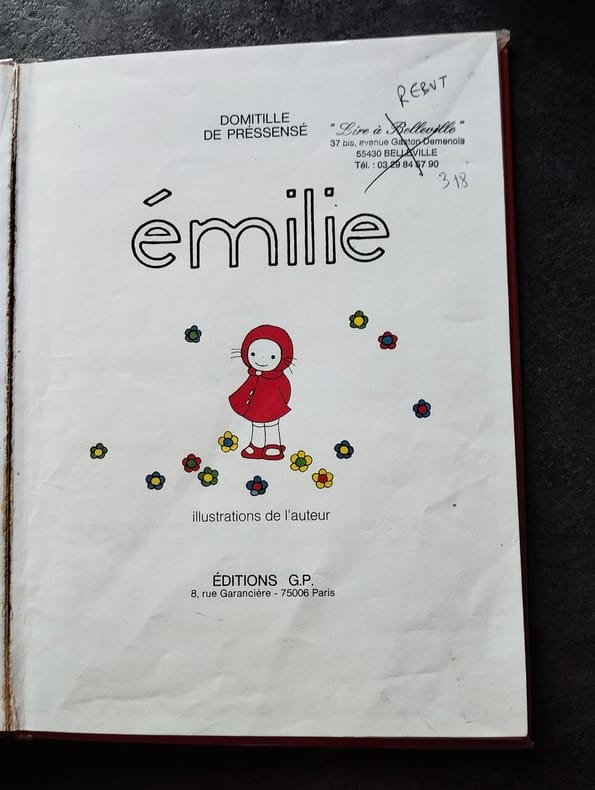 REBUT
DOMITILLE
DE PRÉSSENSÉ
"Lire à Belleville"
37 bis, avenue Gaston Demenois
55430 BELLEVILLE
Tél. : 03 29 84 67 90
318
émilie
illustrations de l'auteur
ÉDITIONS G.P.
8, rue Garancière - 75006 Paris